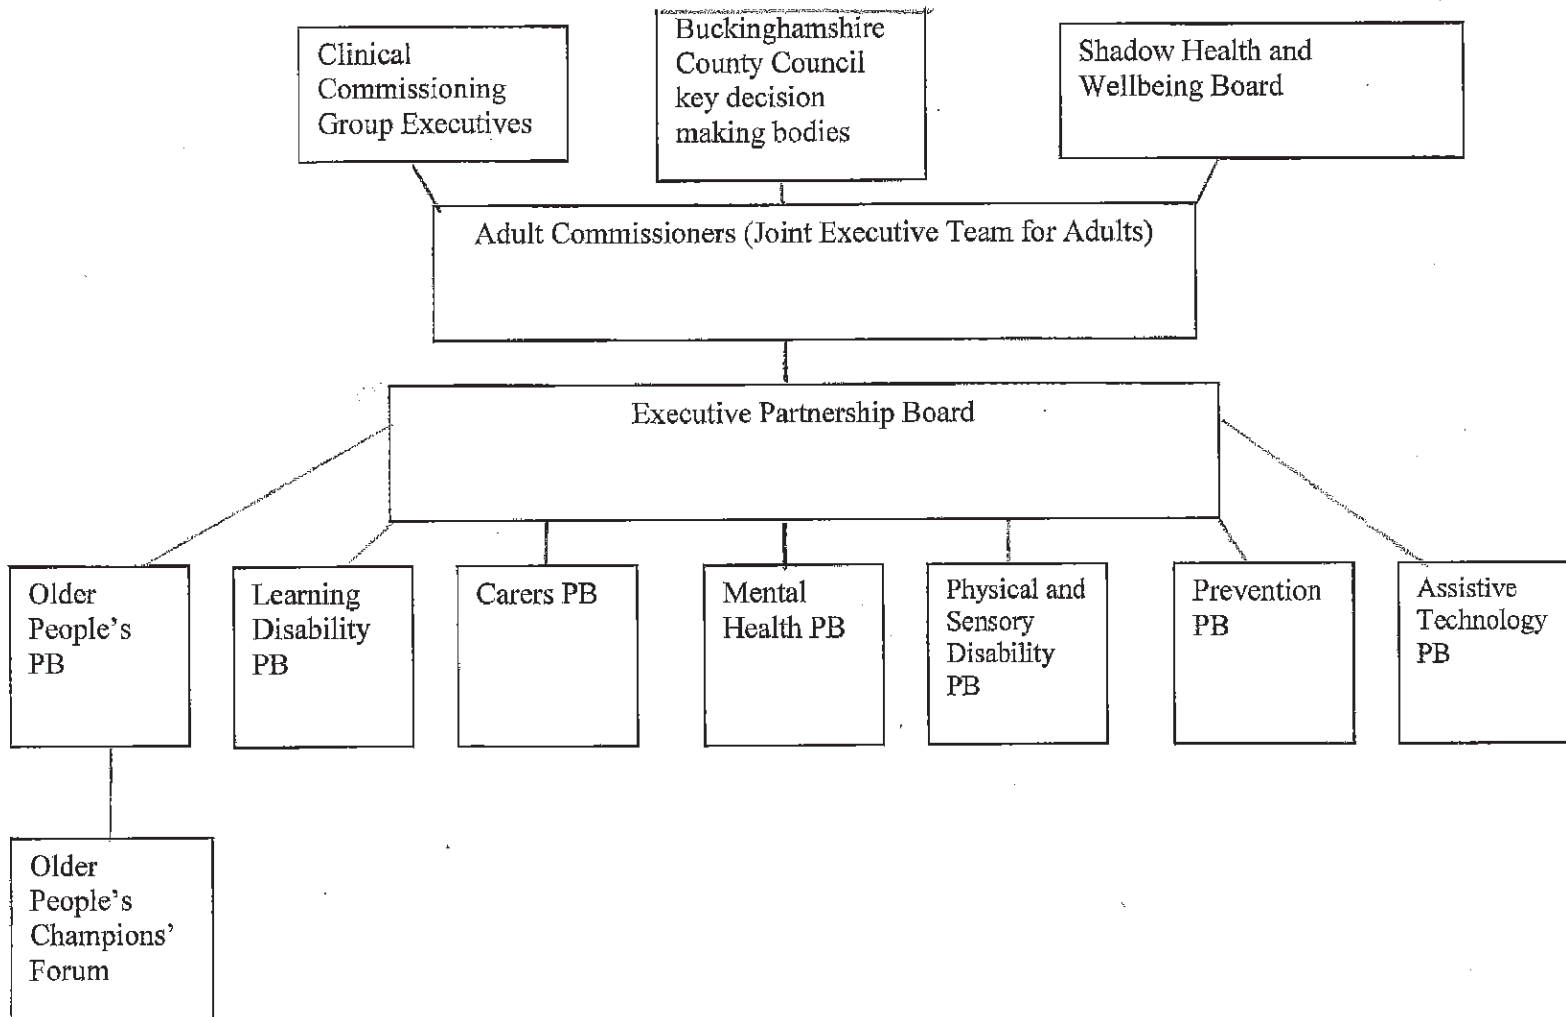 Clinical
Commissioning
Group Executives
Buckinghamshire
County Council
key decision
making bodies
Shadow Health and
Wellbeing Board
Adult Commissioners (Joint Executive Team for Adults)
Executive Partnership Board
Older
People's
PB
Learning
Disability
PB
Carers PB
Mental
Health PB
Physical and
Sensory
Disability
PB
Prevention
PB
Assistive
Technology
PB
Older
People's
Champions'
Forum